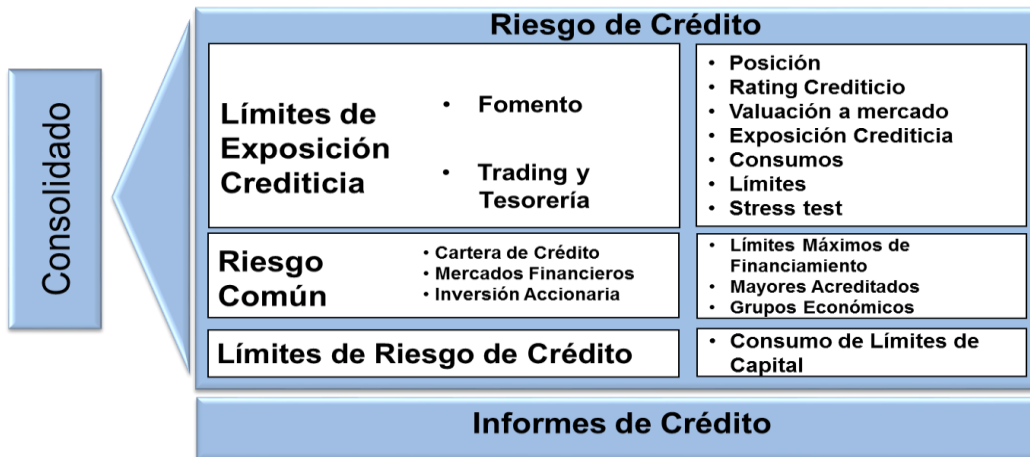 Riesgo de Crédito
Consolidado
Límites de
Exposición
Crediticia
• Fomento
• Trading y
Tesorería
• Posición
• Rating Crediticio
• Valuación a mercado
• Exposición Crediticia
• Consumos
• Límites
• Stress test
Riesgo
Común
• Cartera de Crédito
• Mercados Financieros
• Inversión Accionaria
• Límites Máximos de
Financiamiento
• Mayores Acreditados
• Grupos Económicos
Límites de Riesgo de Crédito
• Consumo de Límites de
Capital
Informes de Crédito